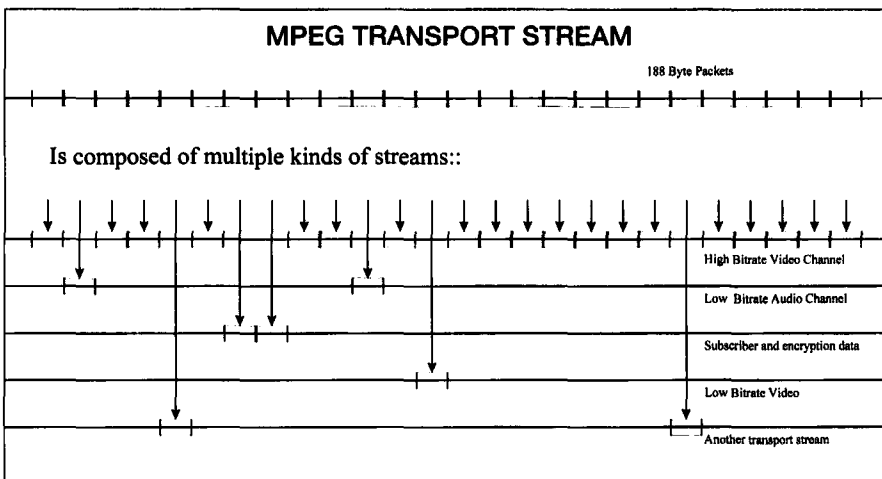 MPEG TRANSPORT STREAM
188 Byte Packets
Is composed of multiple kinds of streams::
High Bitrate Video Channel
Low Bitrate Audio Channel
Subscriber and encryption data
Low Bitrate Video
Another transport stream